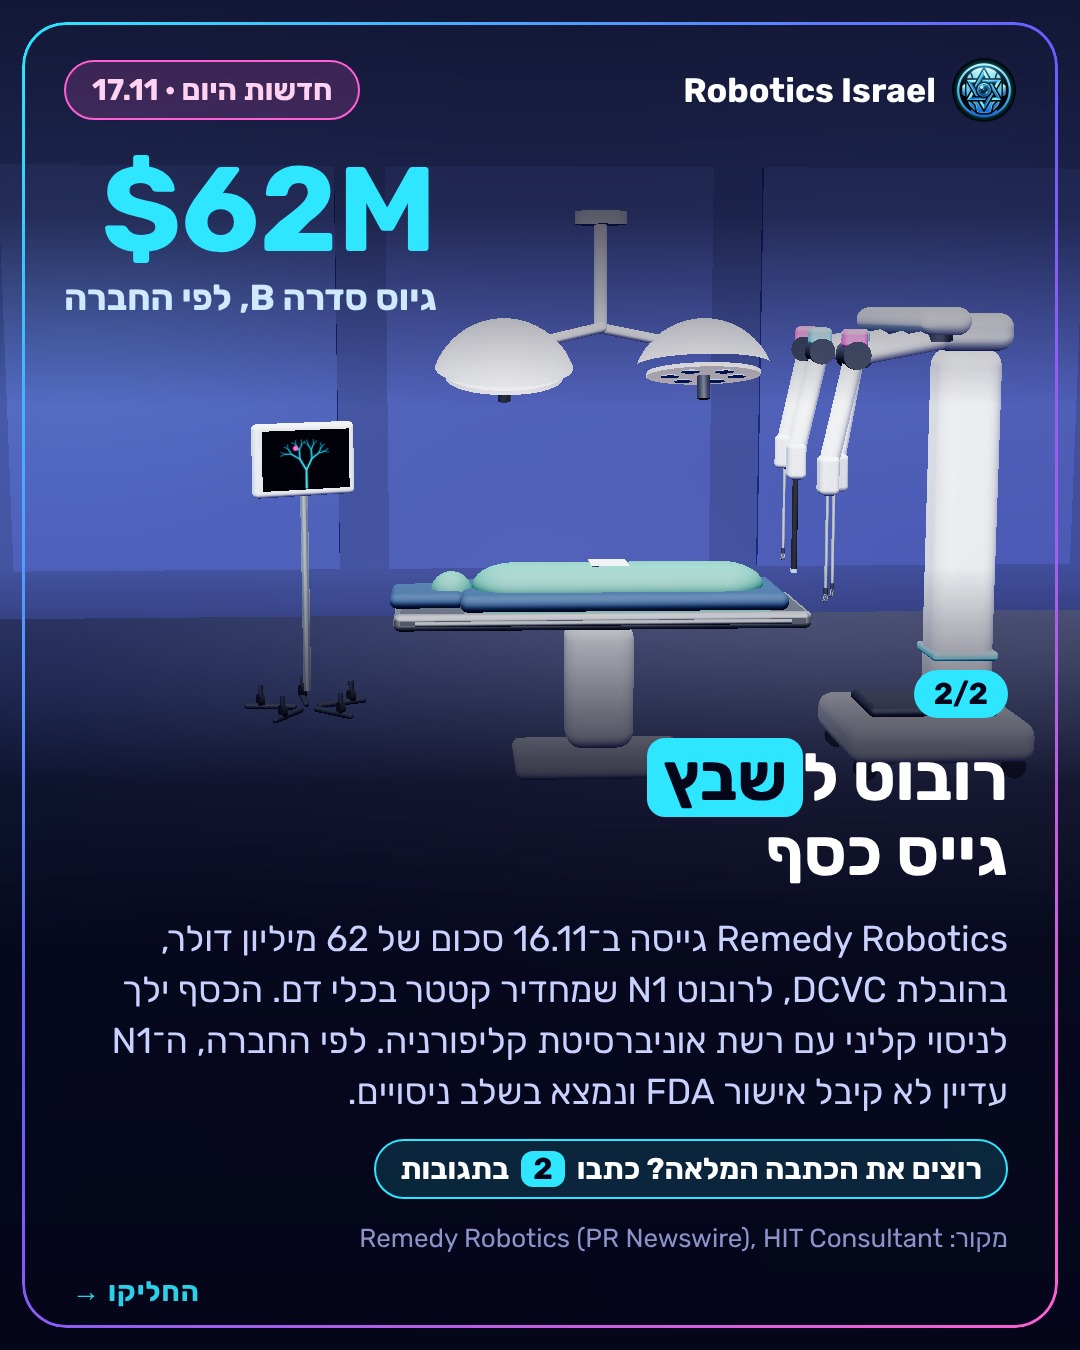 Robotics Israel
חדשות היום • 17.11
$62M
גיוס סדרה B, לפי החברה
2/2
רובוט לשבץ
גייס כסף
Remedy Robotics גייסה ב־16.11 סכום של 62 מיליון דולר,
בהובלת DCVC, לרובוט N1 שמחדיר קטטר בכלי דם. הכסף ילך
לניסוי קליני עם רשת אוניברסיטת קליפורניה. לפי החברה, ה־N1
עדיין לא קיבל אישור FDA ונמצא בשלב ניסויים.
רוצים את הכתבה המלאה? כתבו 2 בתגובות
מקור: Remedy Robotics (PR Newswire), HIT Consultant
החליקו →